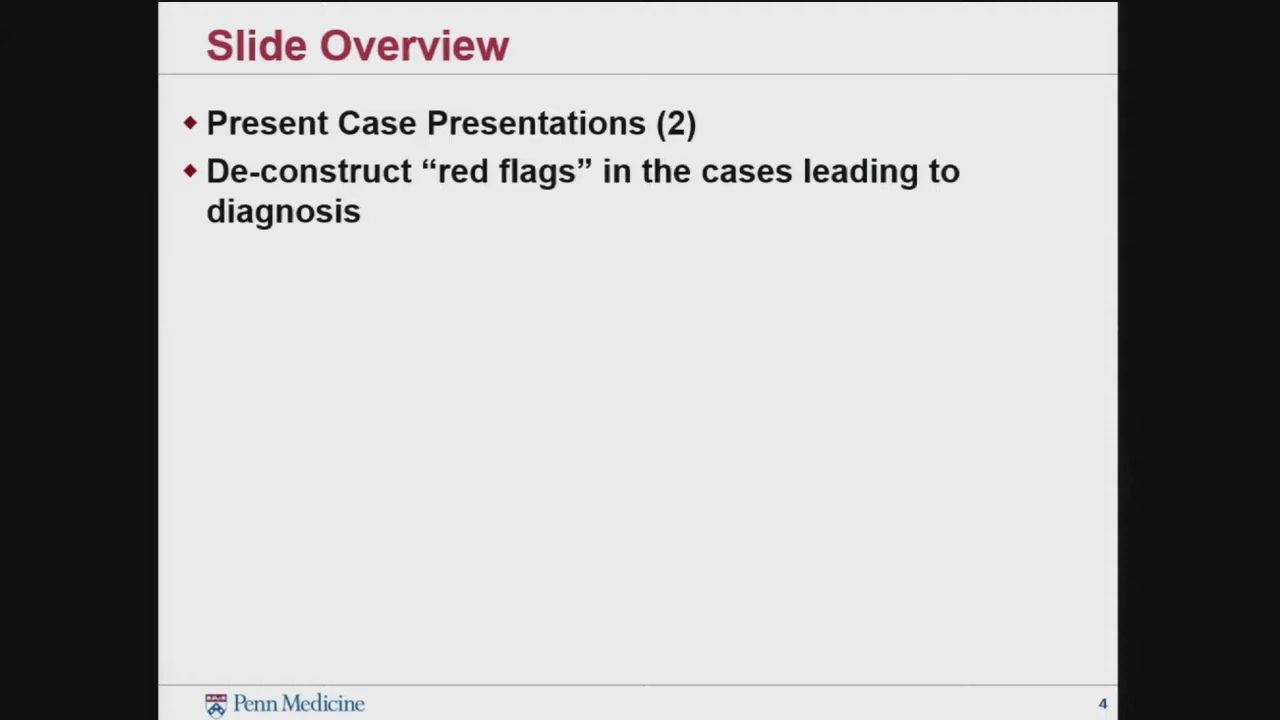 Slide Overview
Present Case Presentations (2)
De-construct “red flags” in the cases leading to
diagnosis
Penn Medicine
4